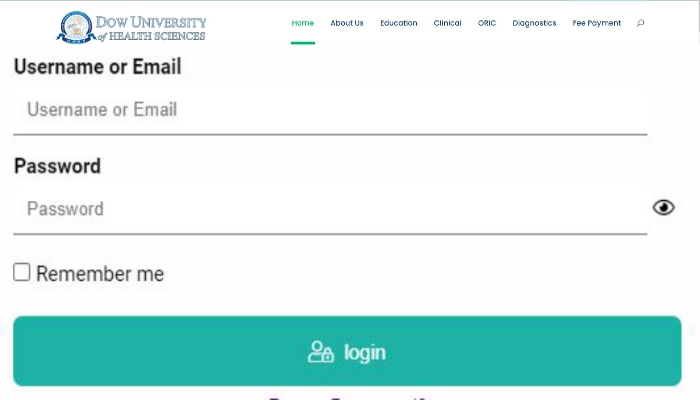 DOW UNIVERSITY
of HEALTH SCIENCES
Home About Us Education Clinical ORIC Diagnostics Fee Payment
Username or Email
Username or Email
Password
Password
Remember me
login